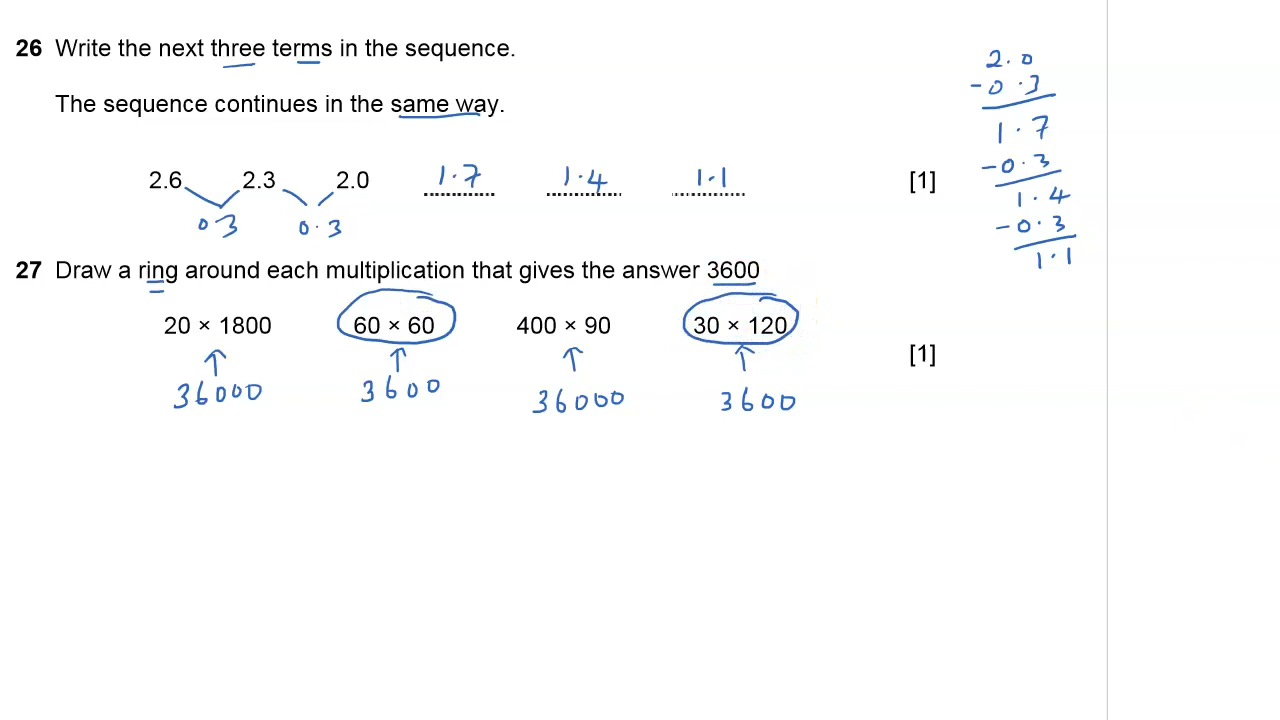 26 Write the next three terms in the sequence.
The sequence continues in the same way.
2.6 2.3 2.0 1.7 1.4 1.1 [1]
0.3 0.3
2.0
-0.3
1.7
-0.3
1.4
-0.3
1.1
27 Draw a ring around each multiplication that gives the answer 3600
20 × 1800 60 × 60 400 × 90 30 × 120
[1]
36000 3600 36000 3600